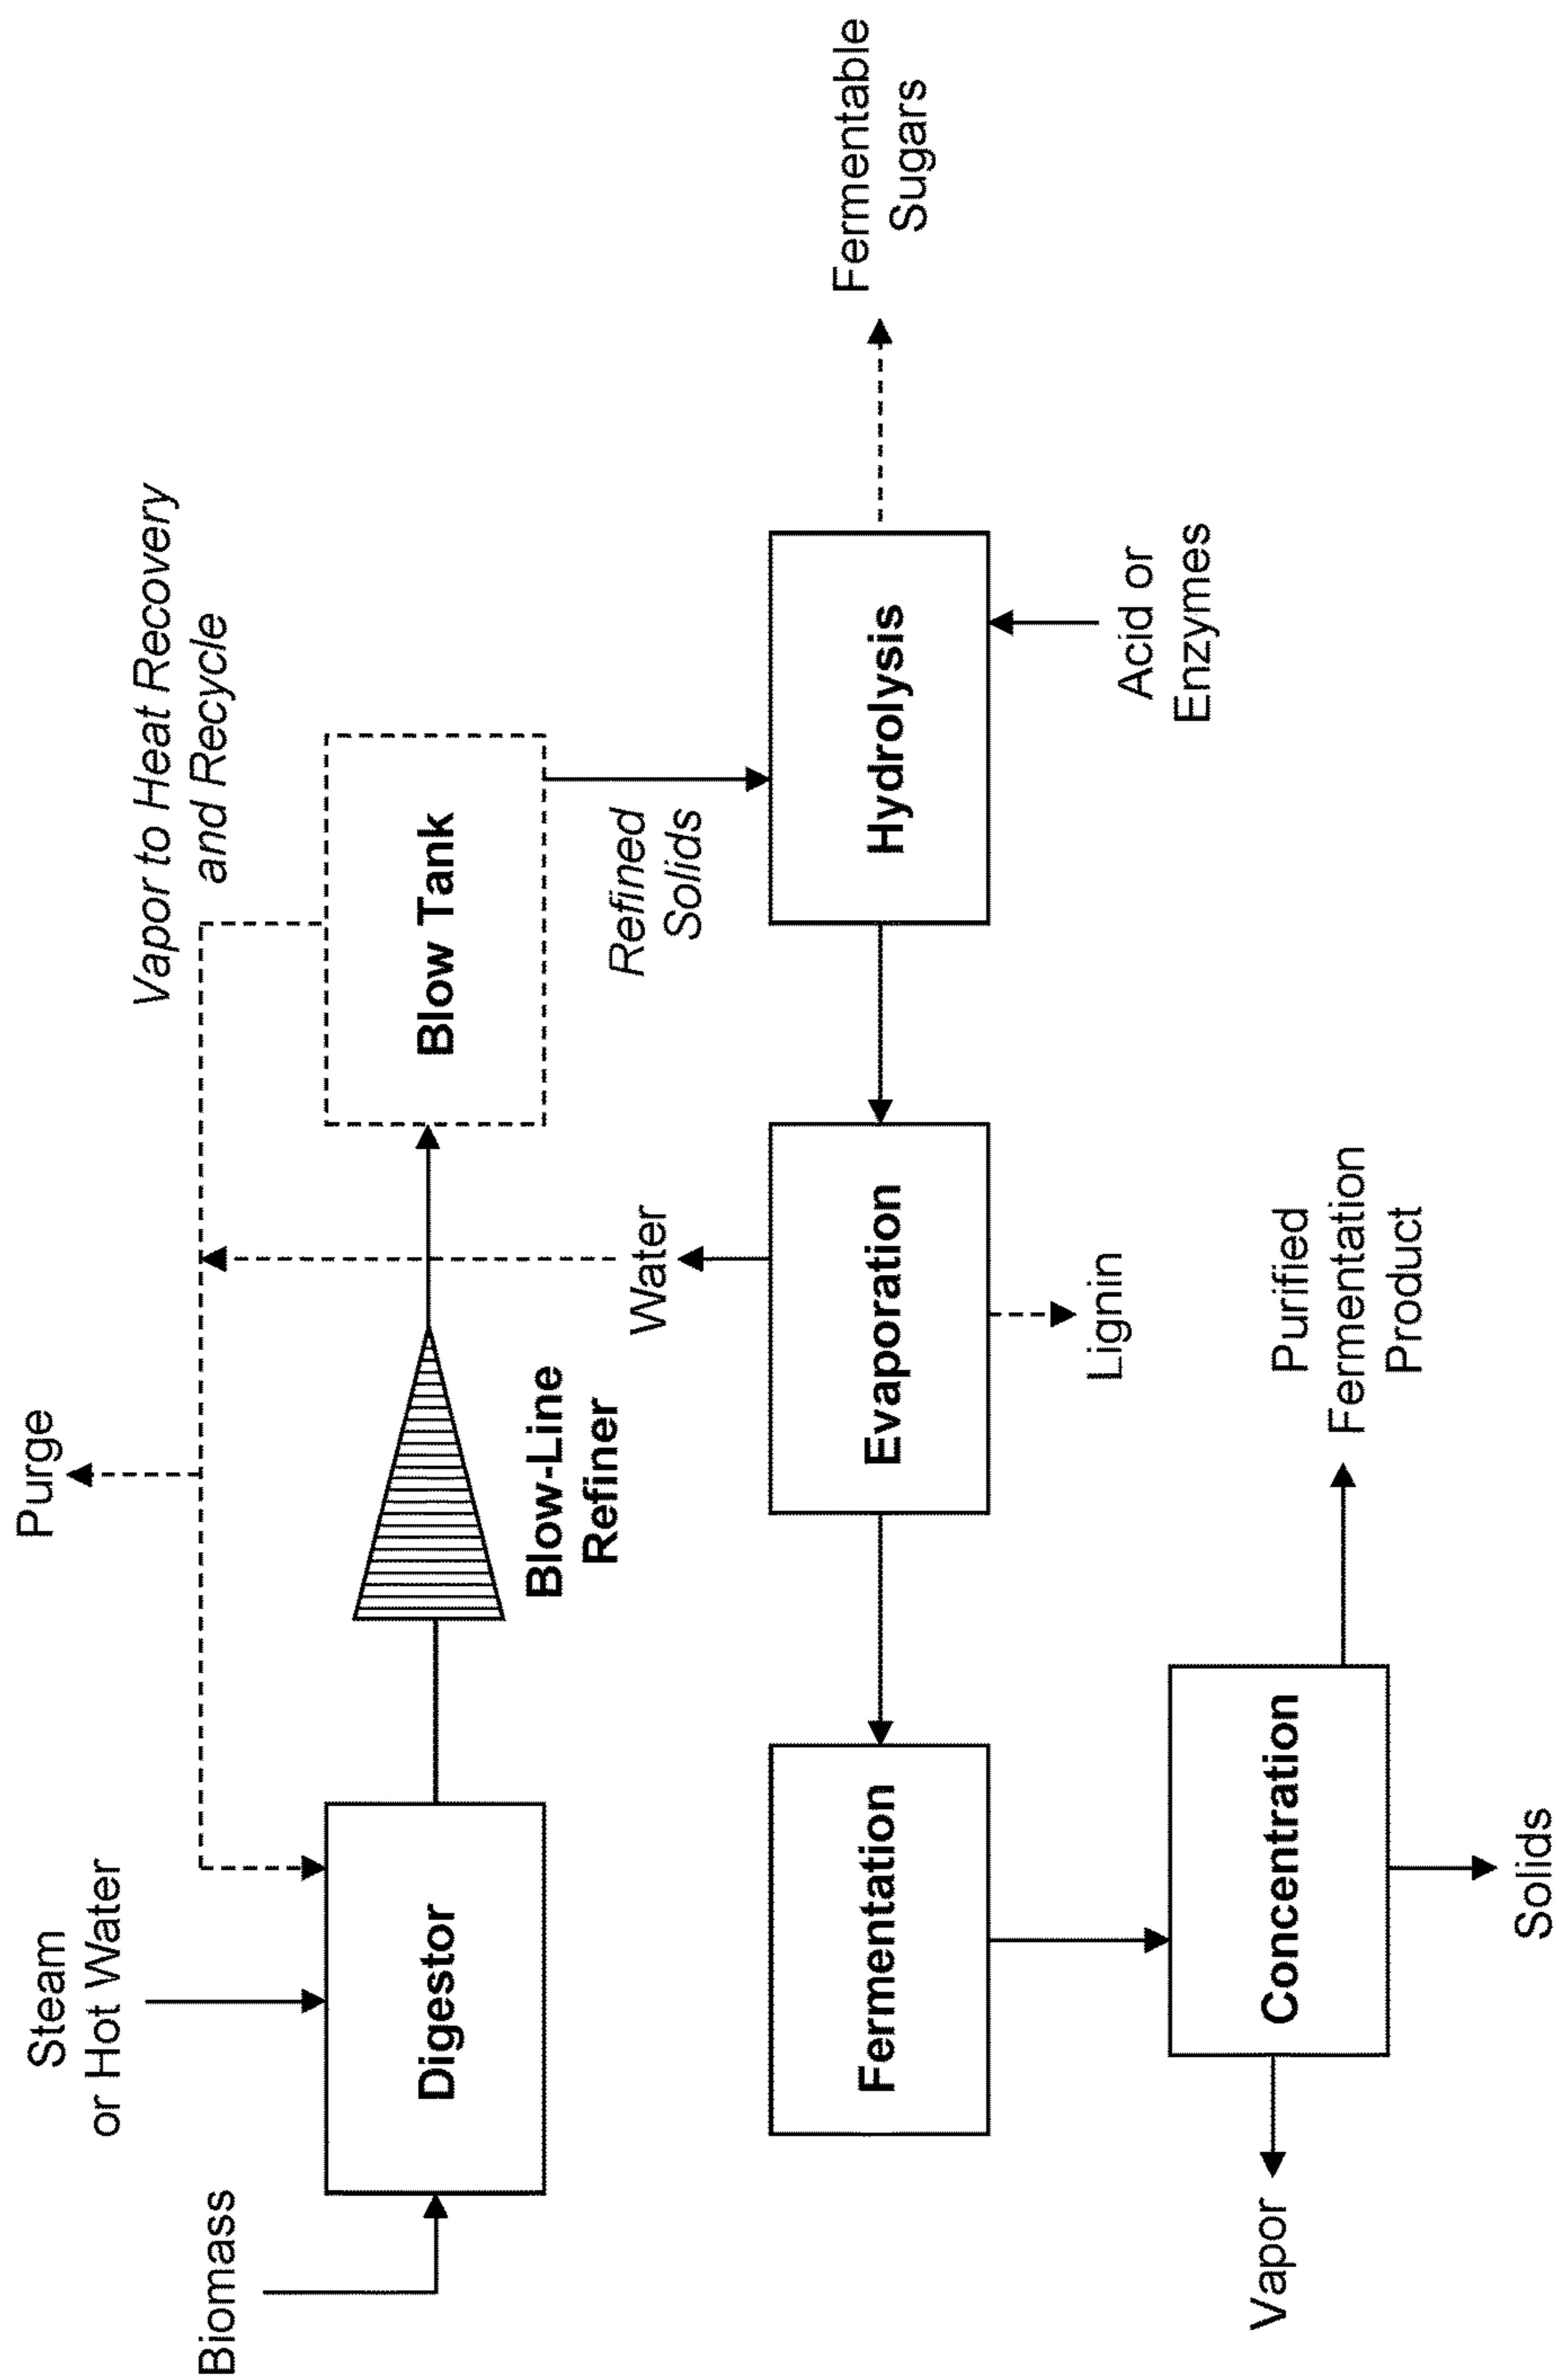 Biomass
Steam
or Hot Water
Purge
Vapor to Heat Recovery
and Recycle
Digestor
Blow-Line
Refiner
Blow Tank
Refined
Solids
Water
Fermentation
Evaporation
Hydrolysis
Fermentable
Sugars
Lignin
Acid or
Enzymes
Vapor
Concentration
Purified
Fermentation
Product
Solids